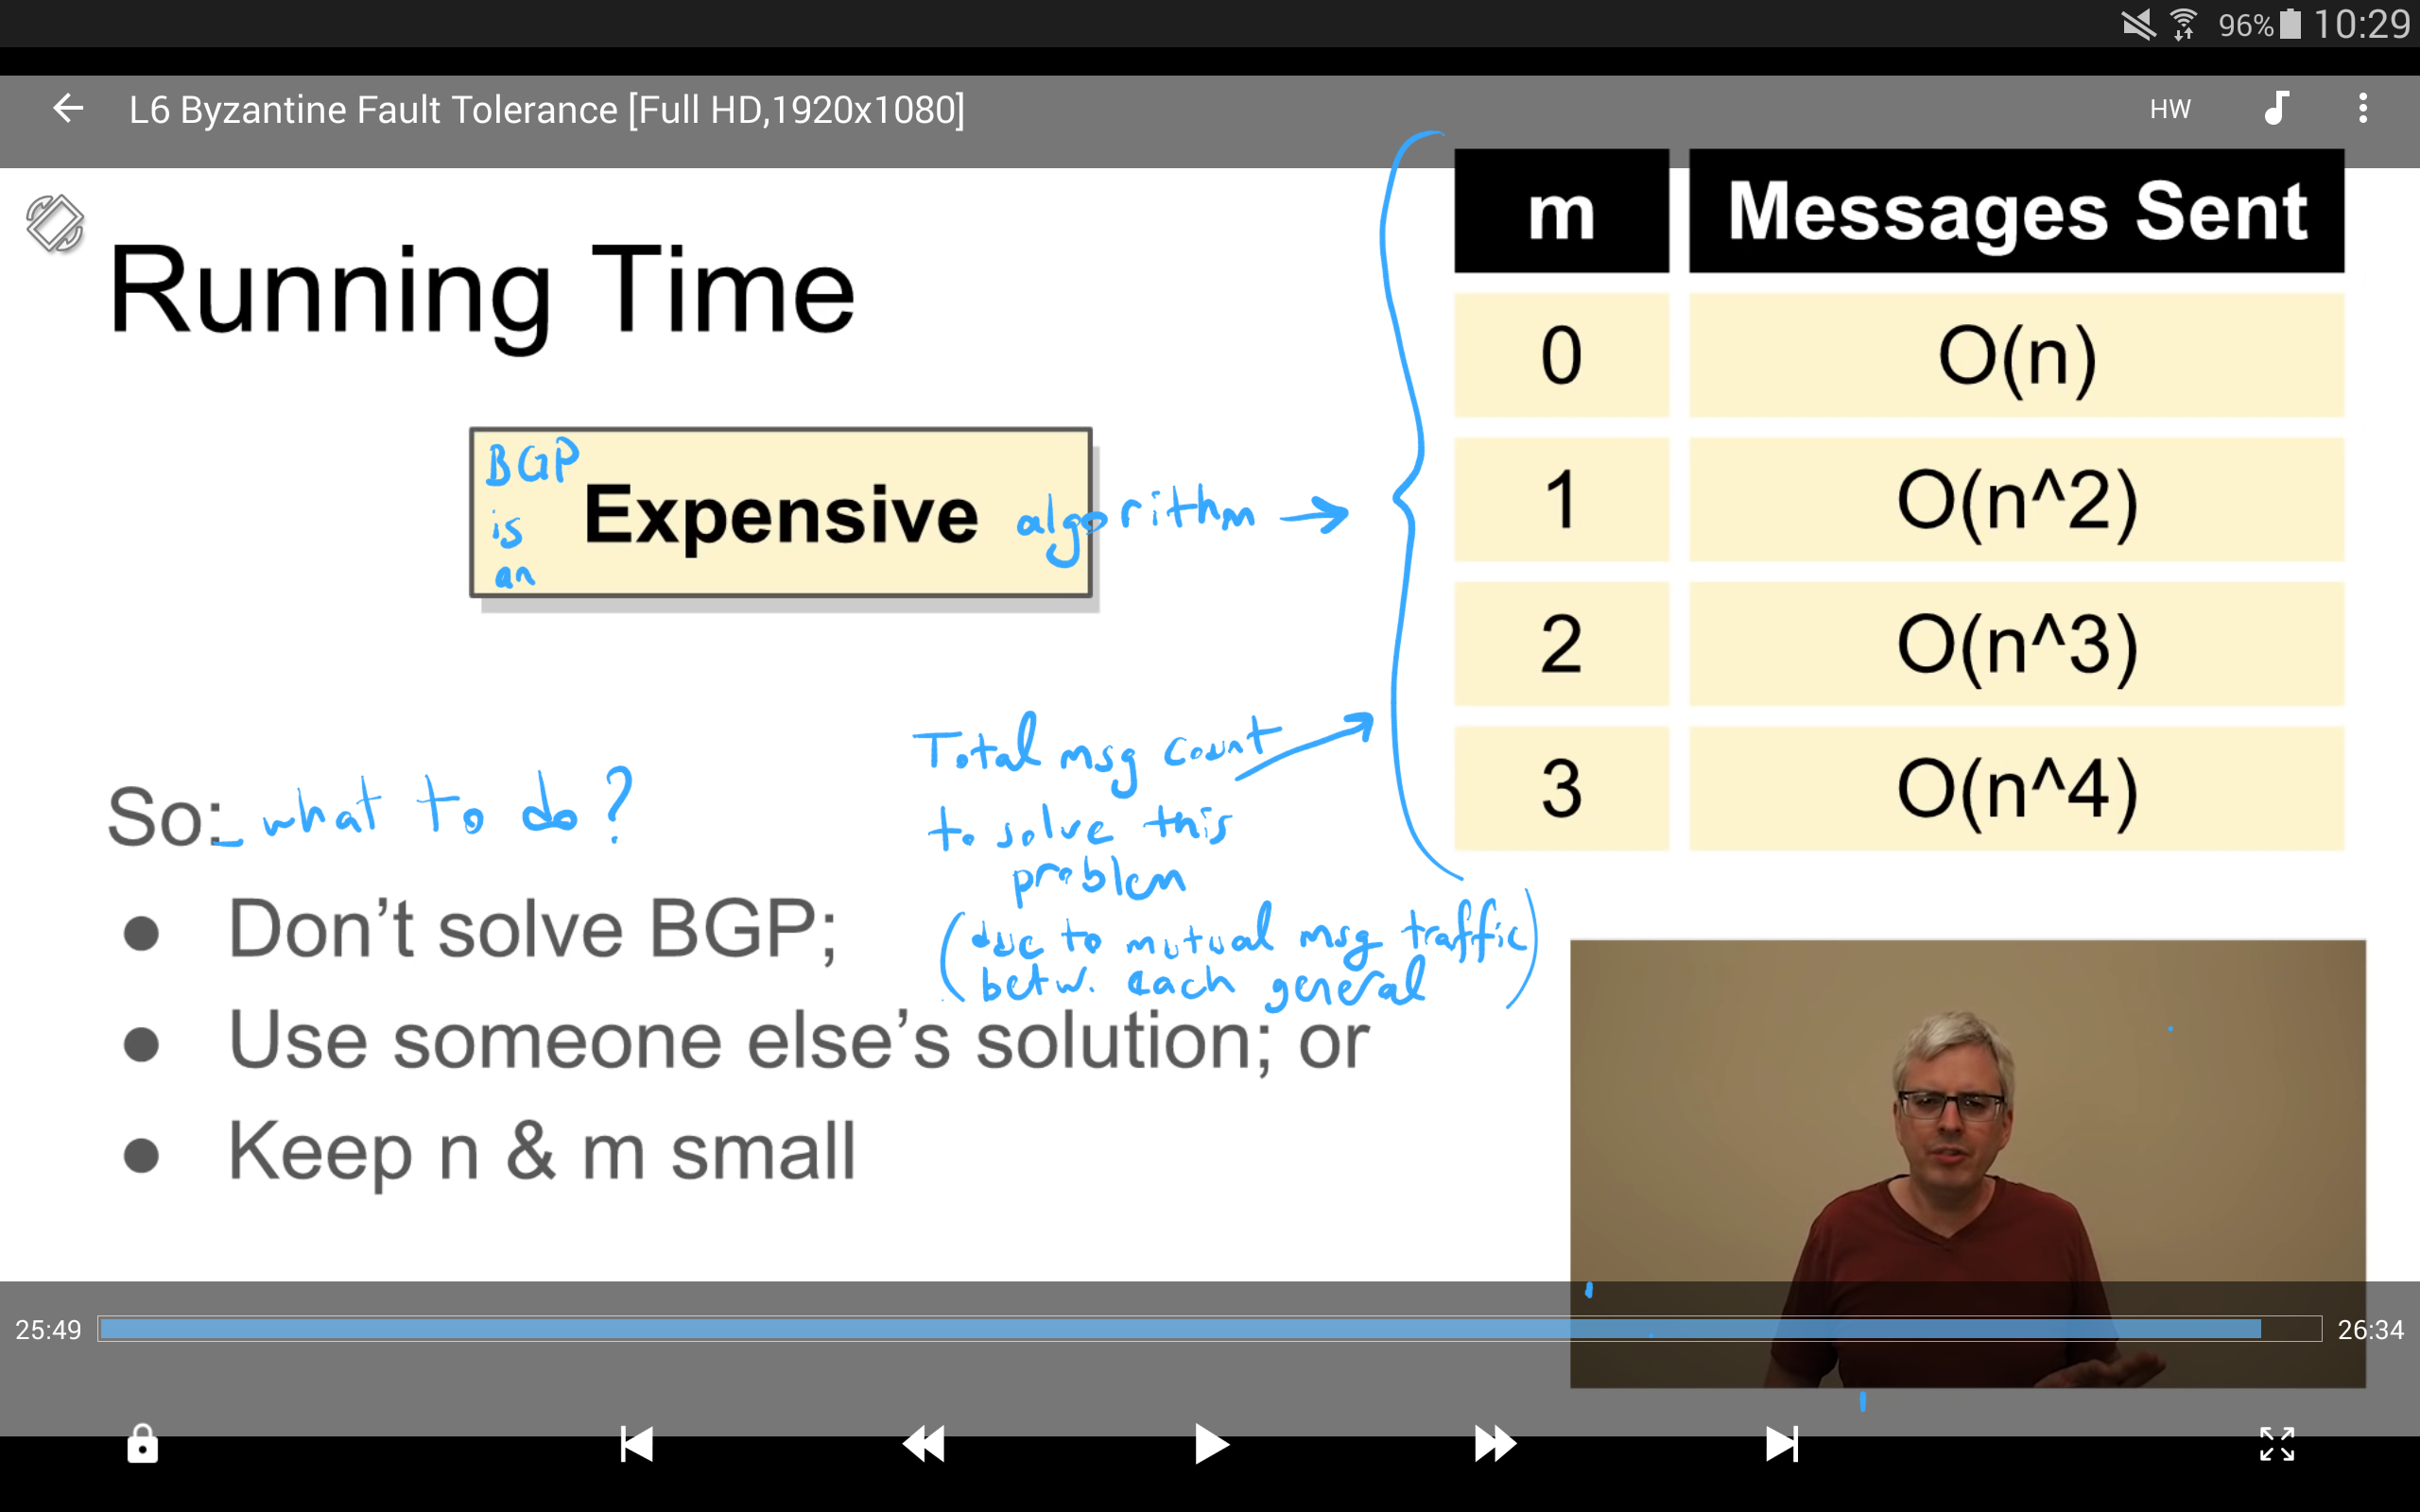 96% 10:29
L6 Byzantine Fault Tolerance [Full HD,1920x1080]
HW
Running Time
BGP
is
an
Expensive algorithm →
m Messages Sent
0 O(n)
1 O(n^2)
2 O(n^3)
3 O(n^4)
Total msg count
to solve this
problem
(due to mutual msg traffic
betw. each general)
So: what to do?
● Don’t solve BGP;
● Use someone else’s solution; or
● Keep n & m small
25:49 26:34